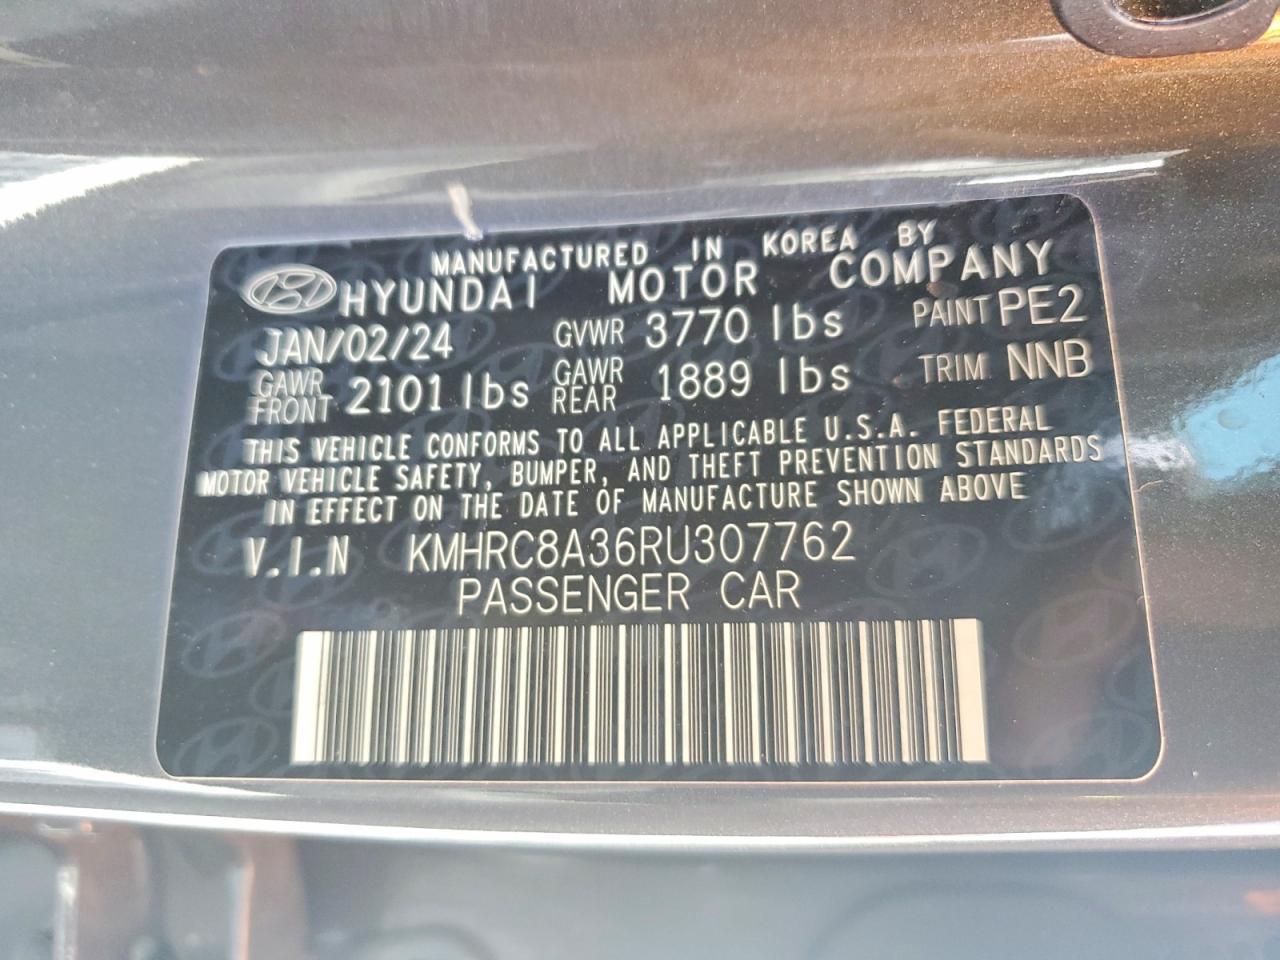 MANUFACTURED IN KOREA BY
HYUNDAI MOTOR COMPANY
JAN/02/24 GVWR 3770 lbs PAINT PE2
GAWR FRONT 2101 lbs GAWR REAR 1889 lbs TRIM NNB
THIS VEHICLE CONFORMS TO ALL APPLICABLE U.S.A. FEDERAL
MOTOR VEHICLE SAFETY, BUMPER, AND THEFT PREVENTION STANDARDS
IN EFFECT ON THE DATE OF MANUFACTURE SHOWN ABOVE
V.I.N KMHRC8A36RU307762
PASSENGER CAR